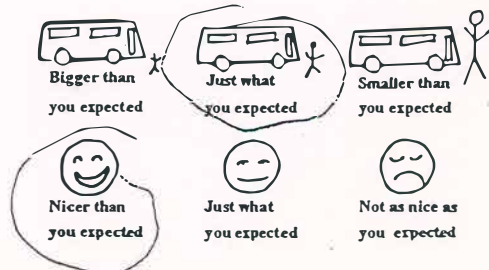 Bigger than
you expected
Just what
you expected
Smaller than
you expected
Nicer than
you expected
Just what
you expected
Not as nice as
you expected